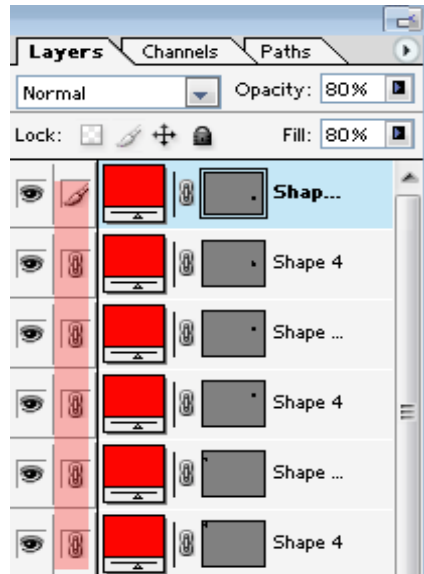 Layers Channels Paths
Normal Opacity: 80%
Lock: Fill: 80%
Shap...
Shape 4
Shape ...
Shape 4
Shape ...
Shape 4